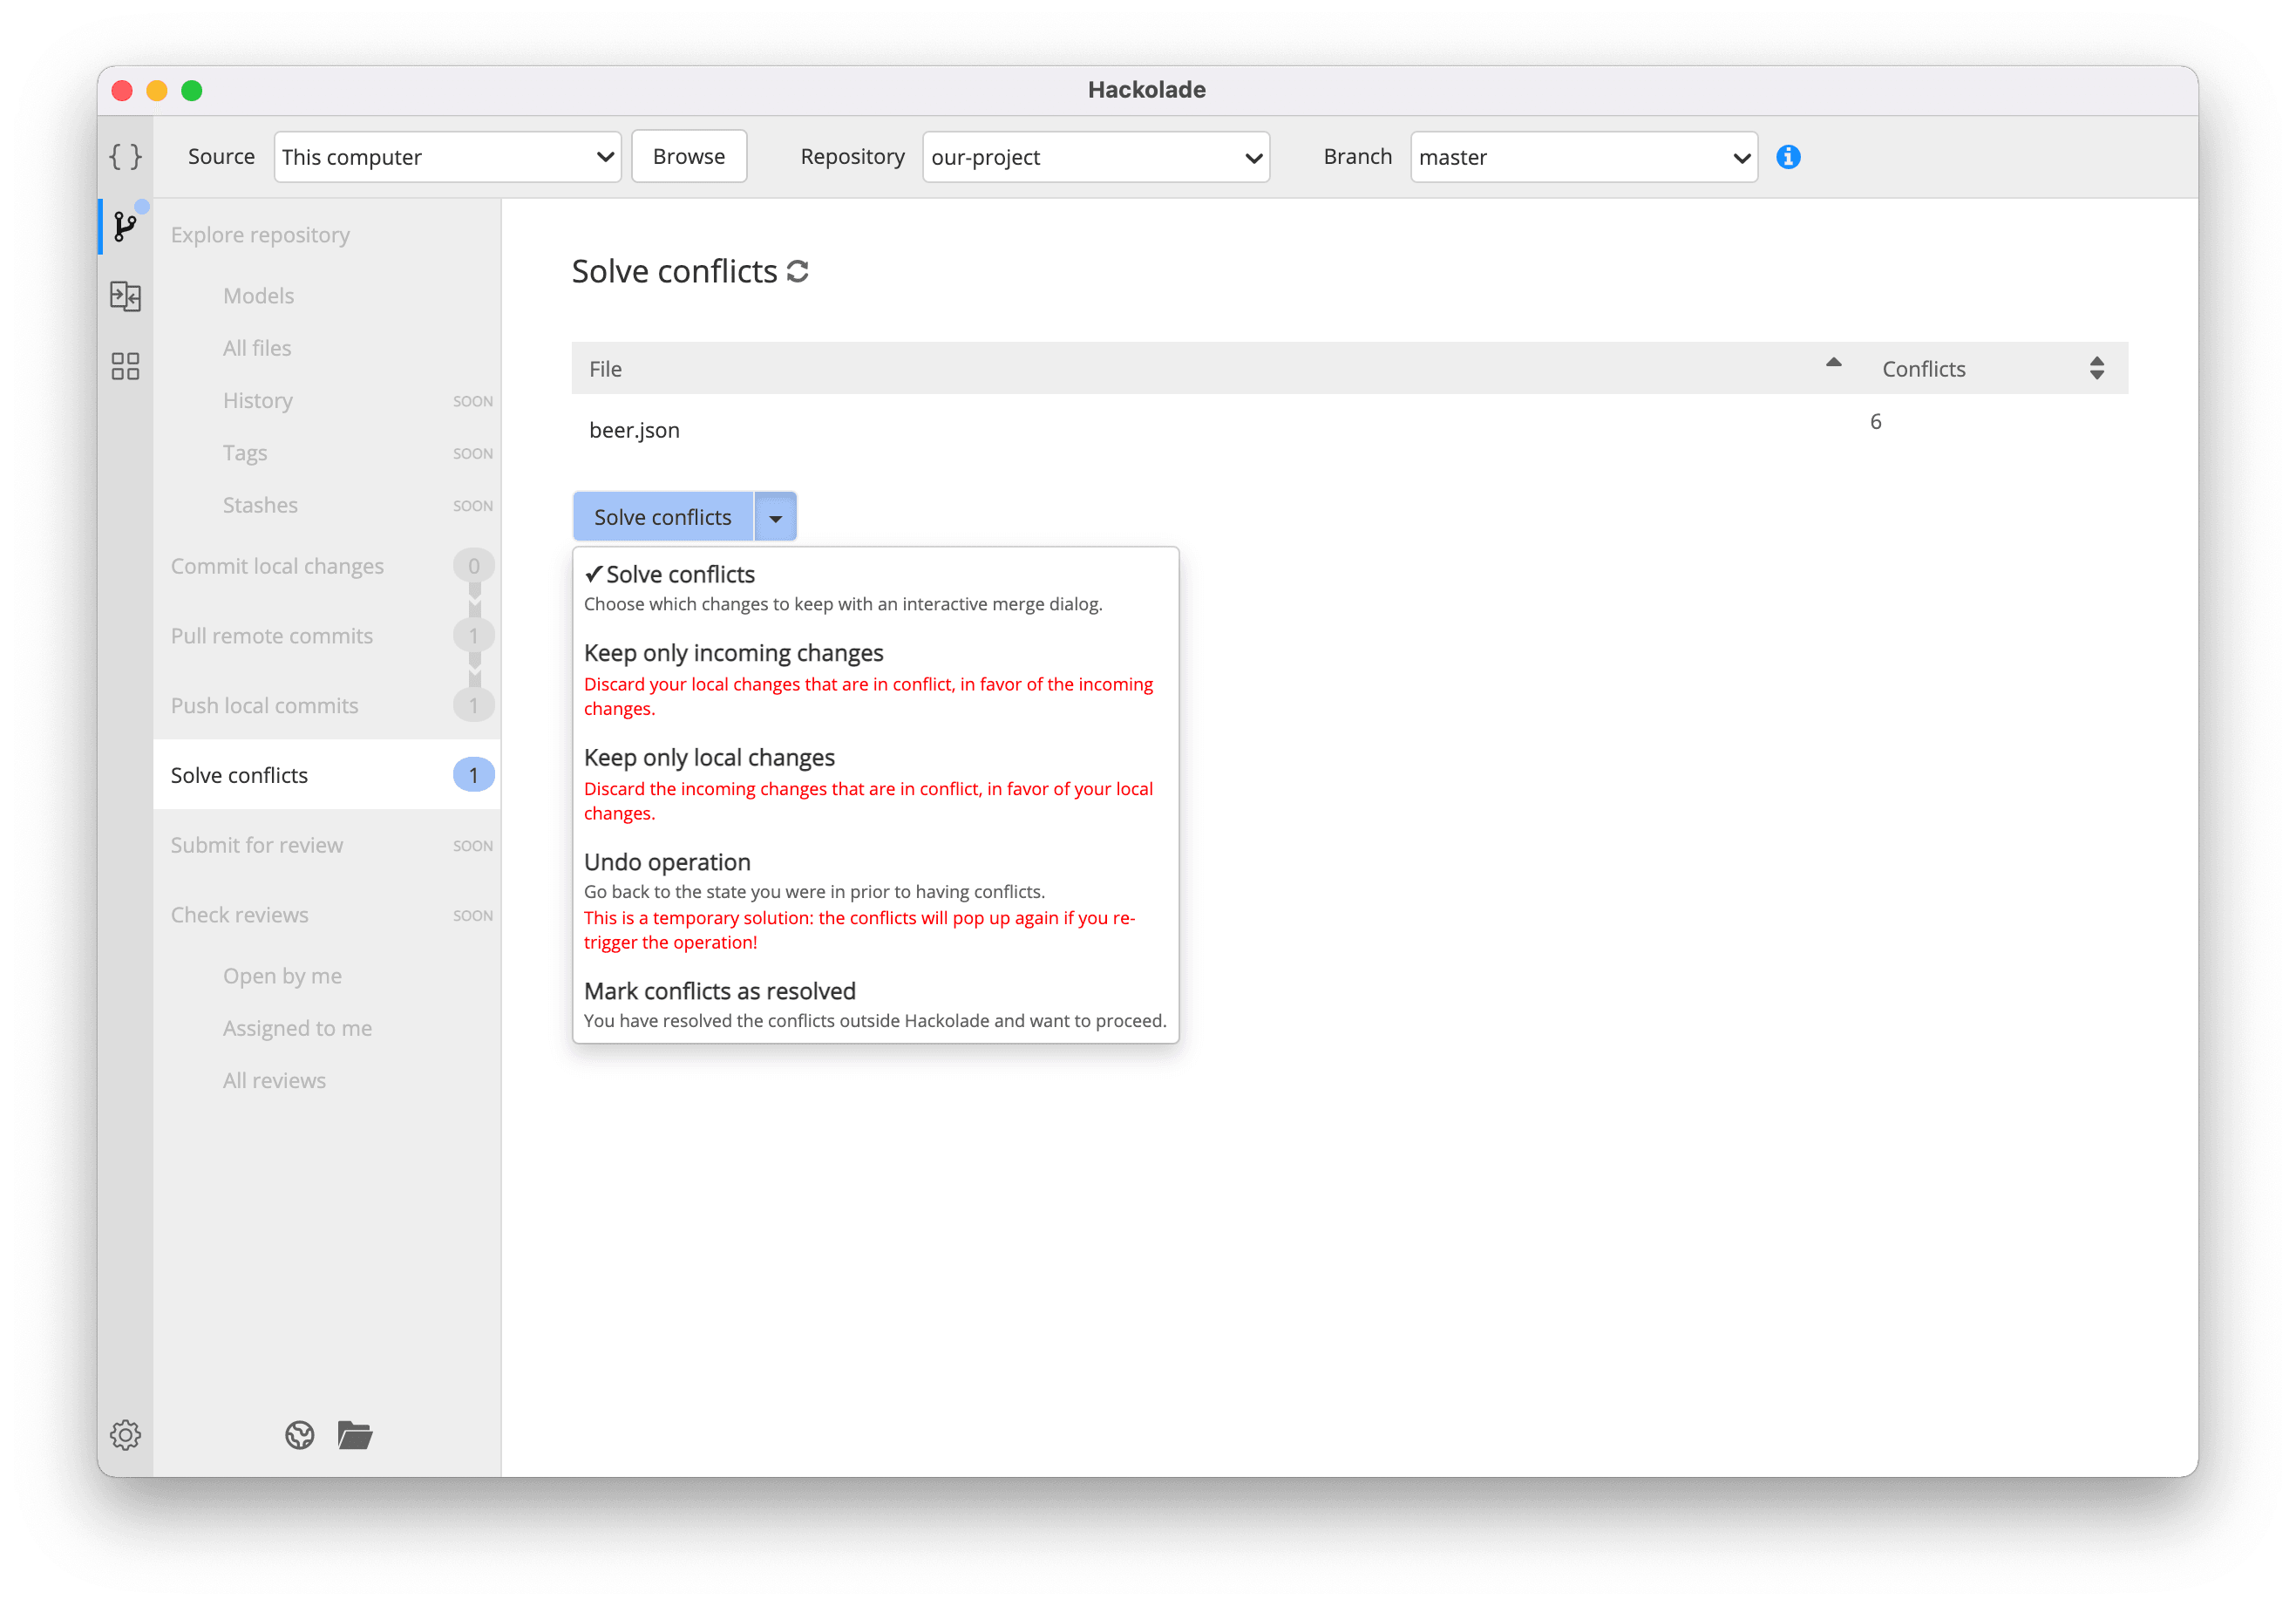 Hackolade
Source This computer Browse Repository our-project Branch master
Explore repository
Models
All files
History SOON
Tags SOON
Stashes SOON
Commit local changes 0
Pull remote commits 1
Push local commits 1
Solve conflicts 1
Submit for review SOON
Check reviews SOON
Open by me
Assigned to me
All reviews
Solve conflicts
File Conflicts
beer.json 6
Solve conflicts
✓Solve conflicts
Choose which changes to keep with an interactive merge dialog.
Keep only incoming changes
Discard your local changes that are in conflict, in favor of the incoming
changes.
Keep only local changes
Discard the incoming changes that are in conflict, in favor of your local
changes.
Undo operation
Go back to the state you were in prior to having conflicts.
This is a temporary solution: the conflicts will pop up again if you re-
trigger the operation!
Mark conflicts as resolved
You have resolved the conflicts outside Hackolade and want to proceed.